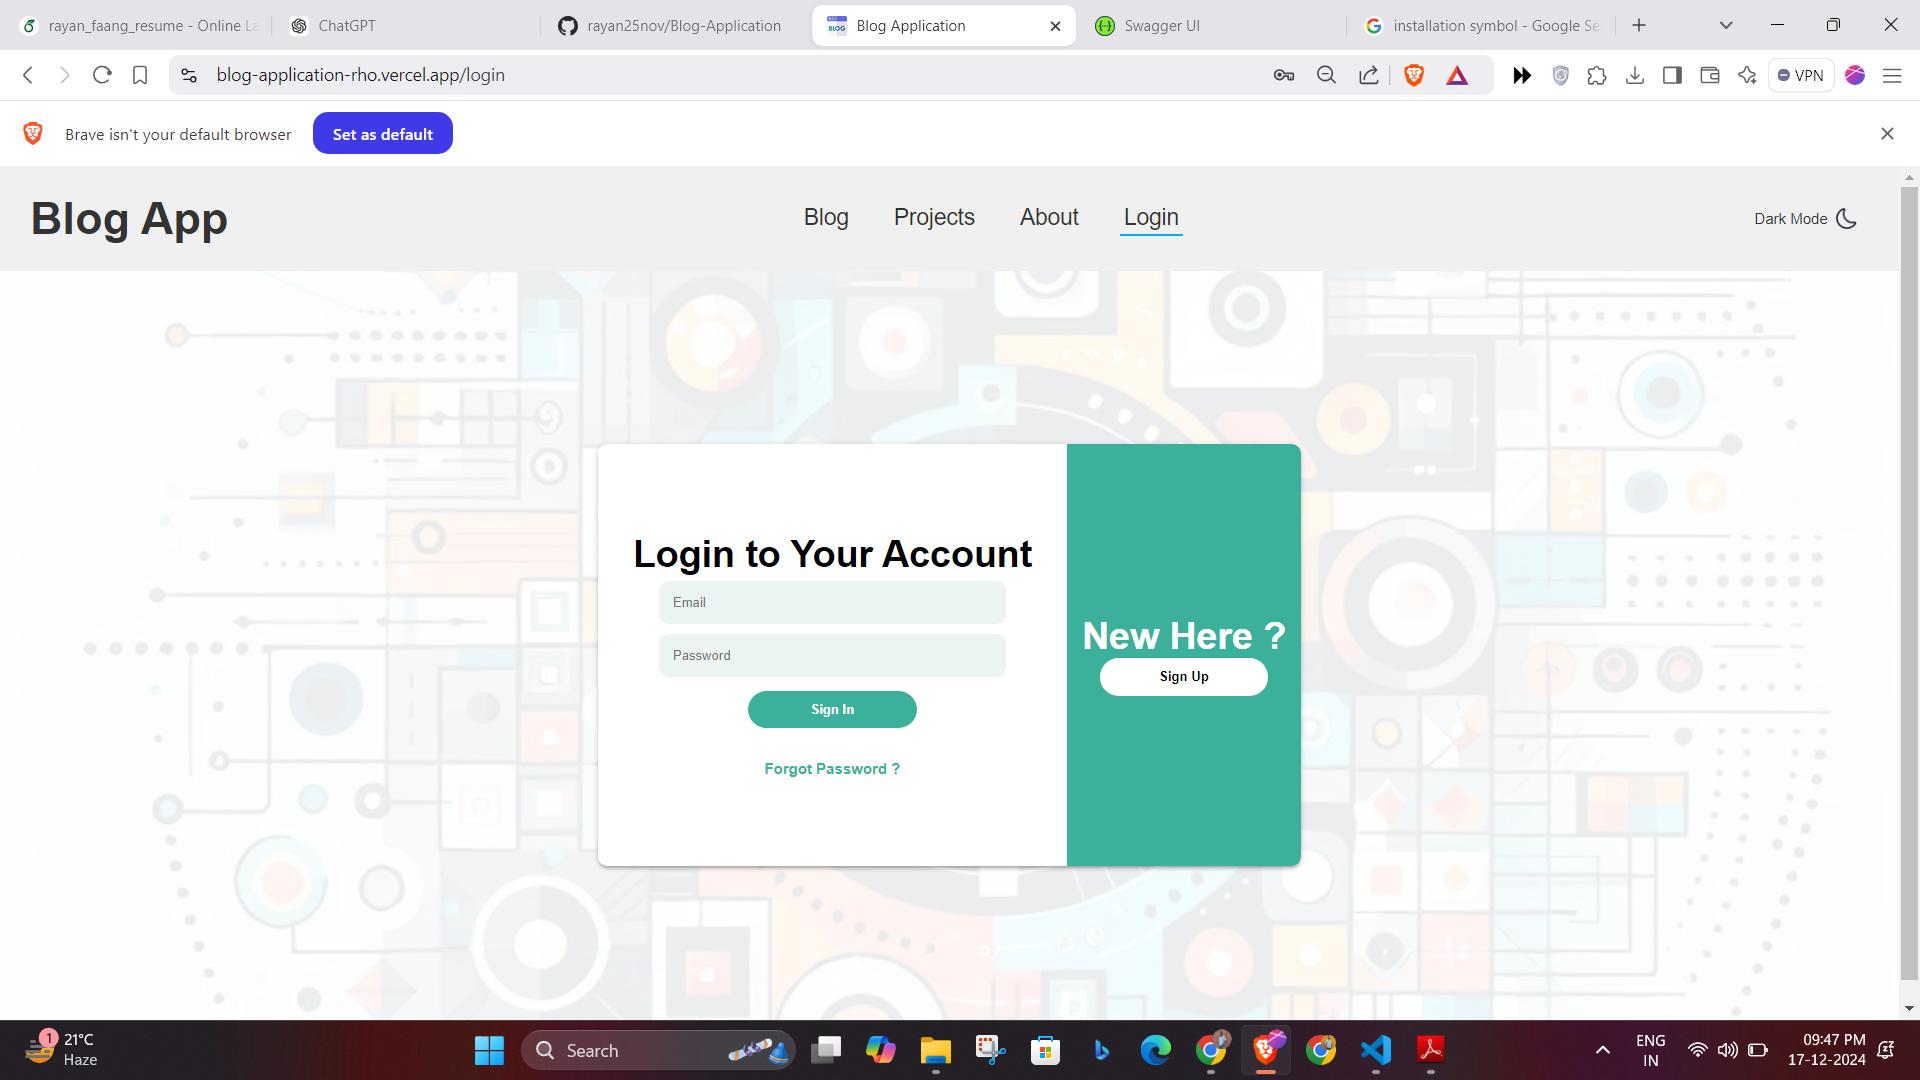 rayan_faang_resume - Online La
ChatGPT
rayan25nov/Blog-Application
BLOG
Blog Application
Swagger UI
installation symbol - Google Se
blog-application-rho.vercel.app/login
VPN
Brave isn't your default browser
Set as default
Blog App
Blog
Projects
About
Login
Dark Mode
Login to Your Account
Email
Password
Sign In
Forgot Password ?
New Here ?
Sign Up
1
21°C
Haze
Search
ENG
IN
09:47 PM
17-12-2024